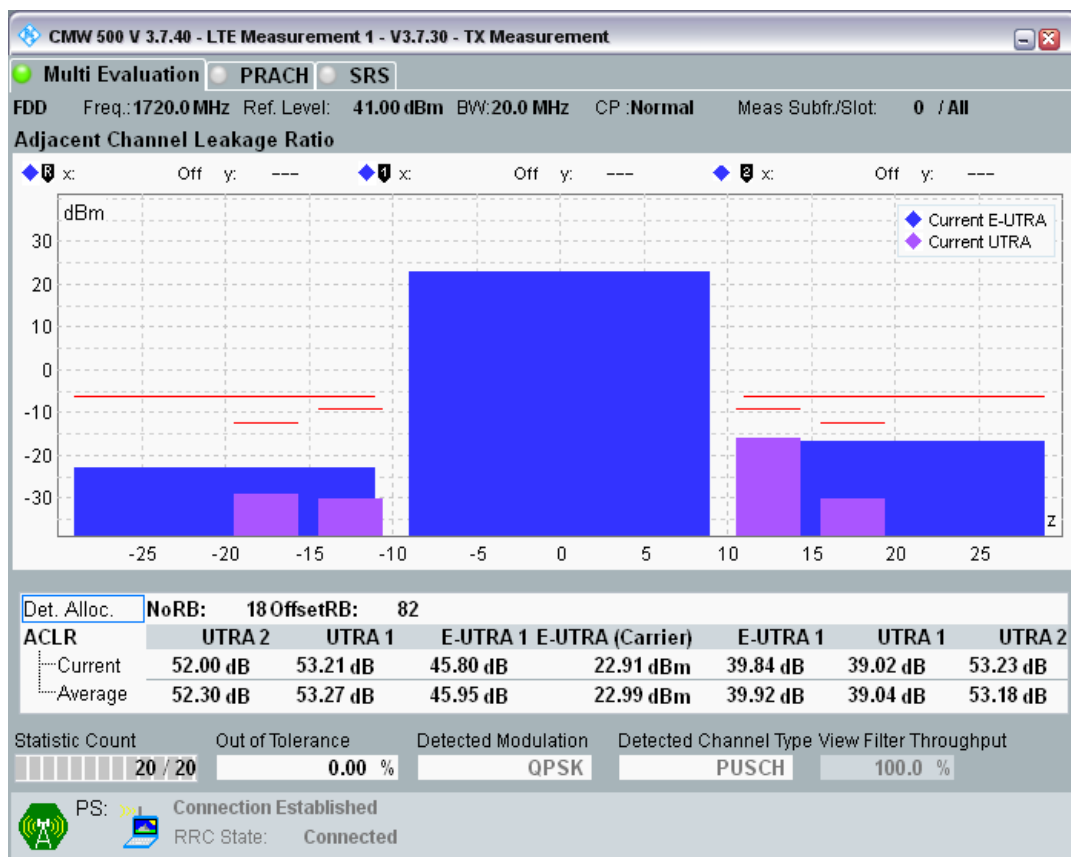 CMW 500 V 3.7.40 - LTE Measurement 1 - V3.7.30 - TX Measurement
Multi Evaluation PRACH SRS
FDD Freq.:1720.0 MHz Ref. Level: 41.00 dBm BW:20.0 MHz CP :Normal Meas Subfr./Slot: 0 / All
Adjacent Channel Leakage Ratio
R x: Off y: --- 1 x: Off y: --- 2 x: Off y: ---
dBm
Current E-UTRA
Current UTRA
30
20
10
0
-10
-20
-30
z
-25 -20 -15 -10 -5 0 5 10 15 20 25
Det. Alloc. NoRB: 18 OffsetRB: 82
ACLR UTRA 2 UTRA 1 E-UTRA 1 E-UTRA (Carrier) E-UTRA 1 UTRA 1 UTRA 2
Current 52.00 dB 53.21 dB 45.80 dB 22.91 dBm 39.84 dB 39.02 dB 53.23 dB
Average 52.30 dB 53.27 dB 45.95 dB 22.99 dBm 39.92 dB 39.04 dB 53.18 dB
Statistic Count Out of Tolerance Detected Modulation Detected Channel Type View Filter Throughput
20 / 20 0.00 % QPSK PUSCH 100.0 %
PS: Connection Established
RRC State: Connected